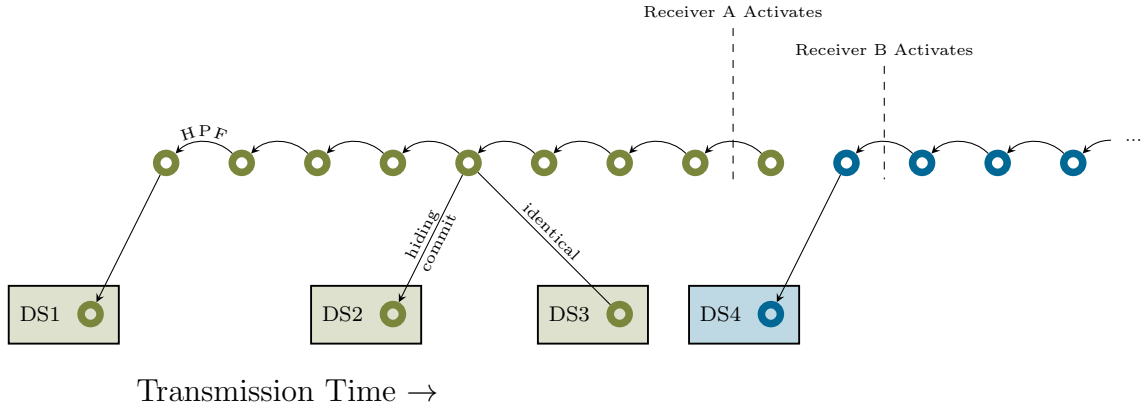 Receiver A Activates
Receiver B Activates
HPF
...
hiding
commit
identical
DS1
DS2
DS3
DS4
Transmission Time →